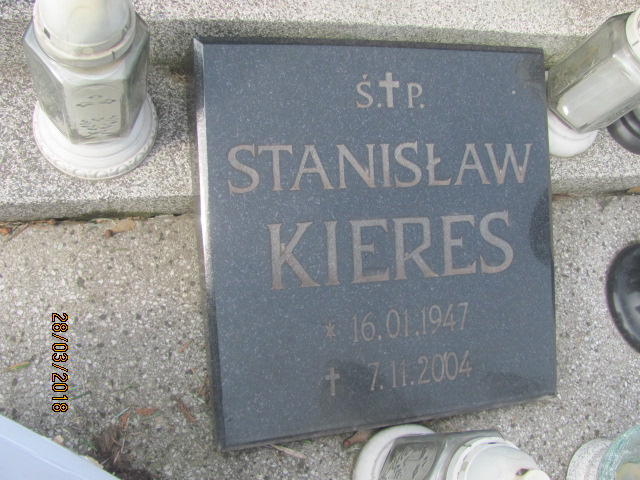 Ś.†P.
STANISŁAW
KIERES
* 16.01.1947
† 7.11.2004
28/03/2018